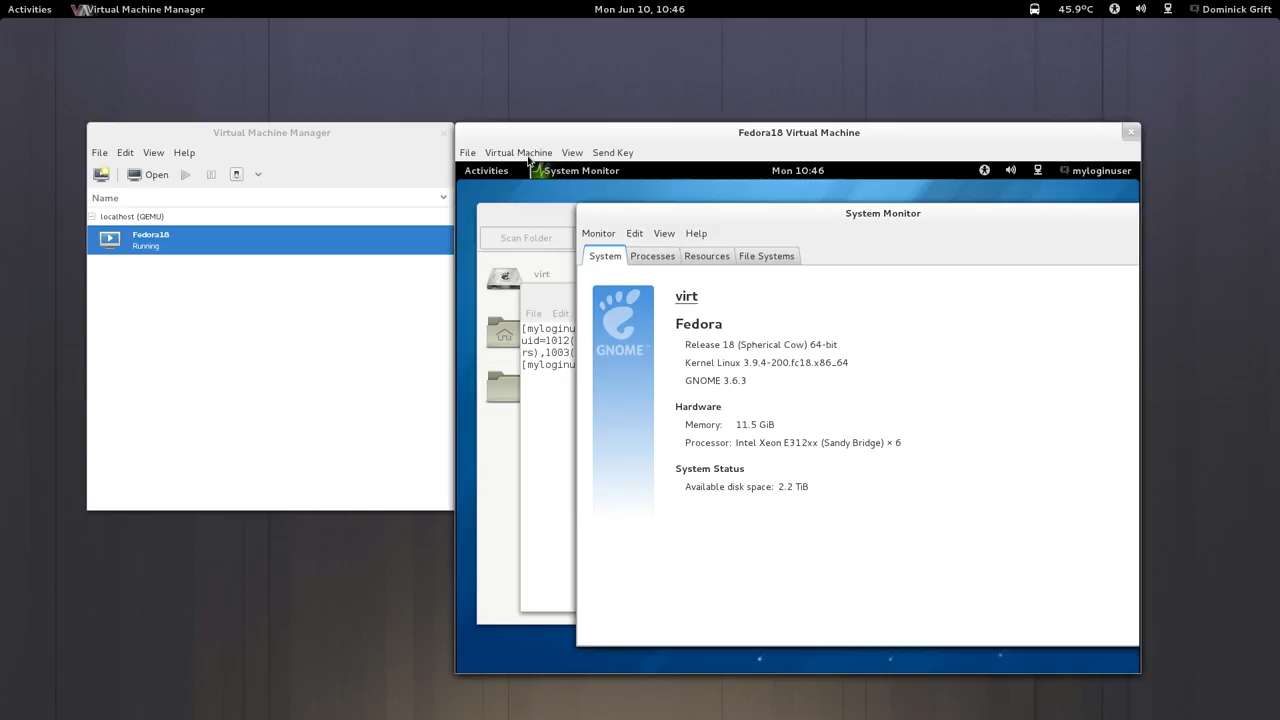 Activities Virtual Machine Manager Mon Jun 10, 10:46 45.9°C Dominick Grift
Virtual Machine Manager
File Edit View Help
Open
Name
localhost (QEMU)
Fedora18
Running
Fedora18 Virtual Machine
File Virtual Machine View Send Key
Activities System Monitor Mon 10:46 myloginuser
Scan Folder
virt
File Edit
[myloginu
uid=1012(
rs),1003(
[myloginu
System Monitor
Monitor Edit View Help
System Processes Resources File Systems
GNOME™
virt
Fedora
Release 18 (Spherical Cow) 64-bit
Kernel Linux 3.9.4-200.fc18.x86_64
GNOME 3.6.3
Hardware
Memory: 11.5 GiB
Processor: Intel Xeon E312xx (Sandy Bridge) × 6
System Status
Available disk space: 2.2 TiB